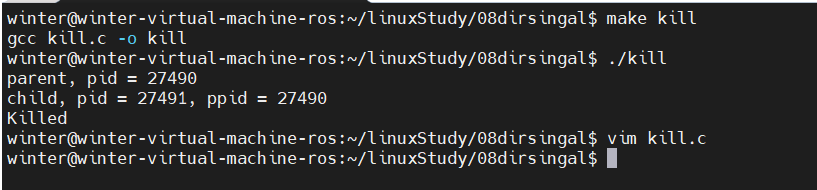 winter@winter-virtual-machine-ros:~/linuxStudy/08dirsingal$ make kill
gcc kill.c -o kill
winter@winter-virtual-machine-ros:~/linuxStudy/08dirsingal$ ./kill
parent, pid = 27490
child, pid = 27491, ppid = 27490
Killed
winter@winter-virtual-machine-ros:~/linuxStudy/08dirsingal$ vim kill.c
winter@winter-virtual-machine-ros:~/linuxStudy/08dirsingal$